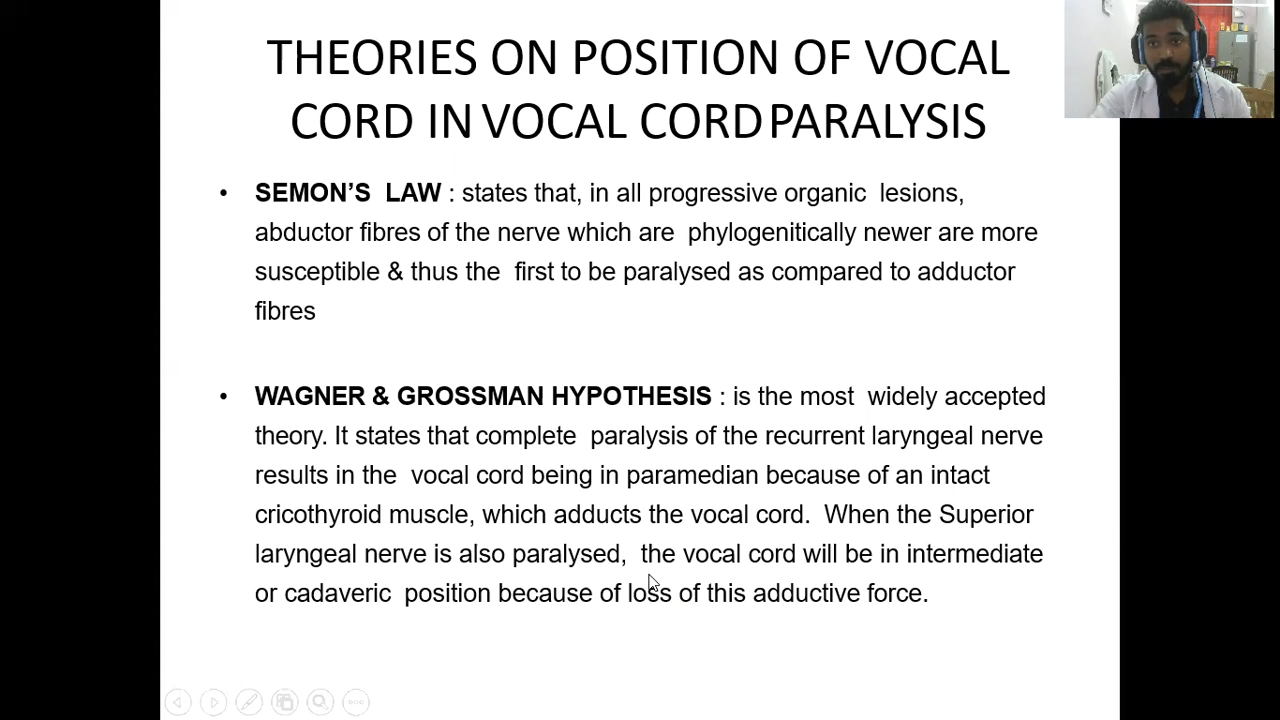 THEORIES ON POSITION OF VOCAL
CORD IN VOCAL CORD PARALYSIS
• SEMON’S LAW : states that, in all progressive organic lesions,
abductor fibres of the nerve which are phylogenitically newer are more
susceptible & thus the first to be paralysed as compared to adductor
fibres
• WAGNER & GROSSMAN HYPOTHESIS : is the most widely accepted
theory. It states that complete paralysis of the recurrent laryngeal nerve
results in the vocal cord being in paramedian because of an intact
cricothyroid muscle, which adducts the vocal cord. When the Superior
laryngeal nerve is also paralysed, the vocal cord will be in intermediate
or cadaveric position because of loss of this adductive force.